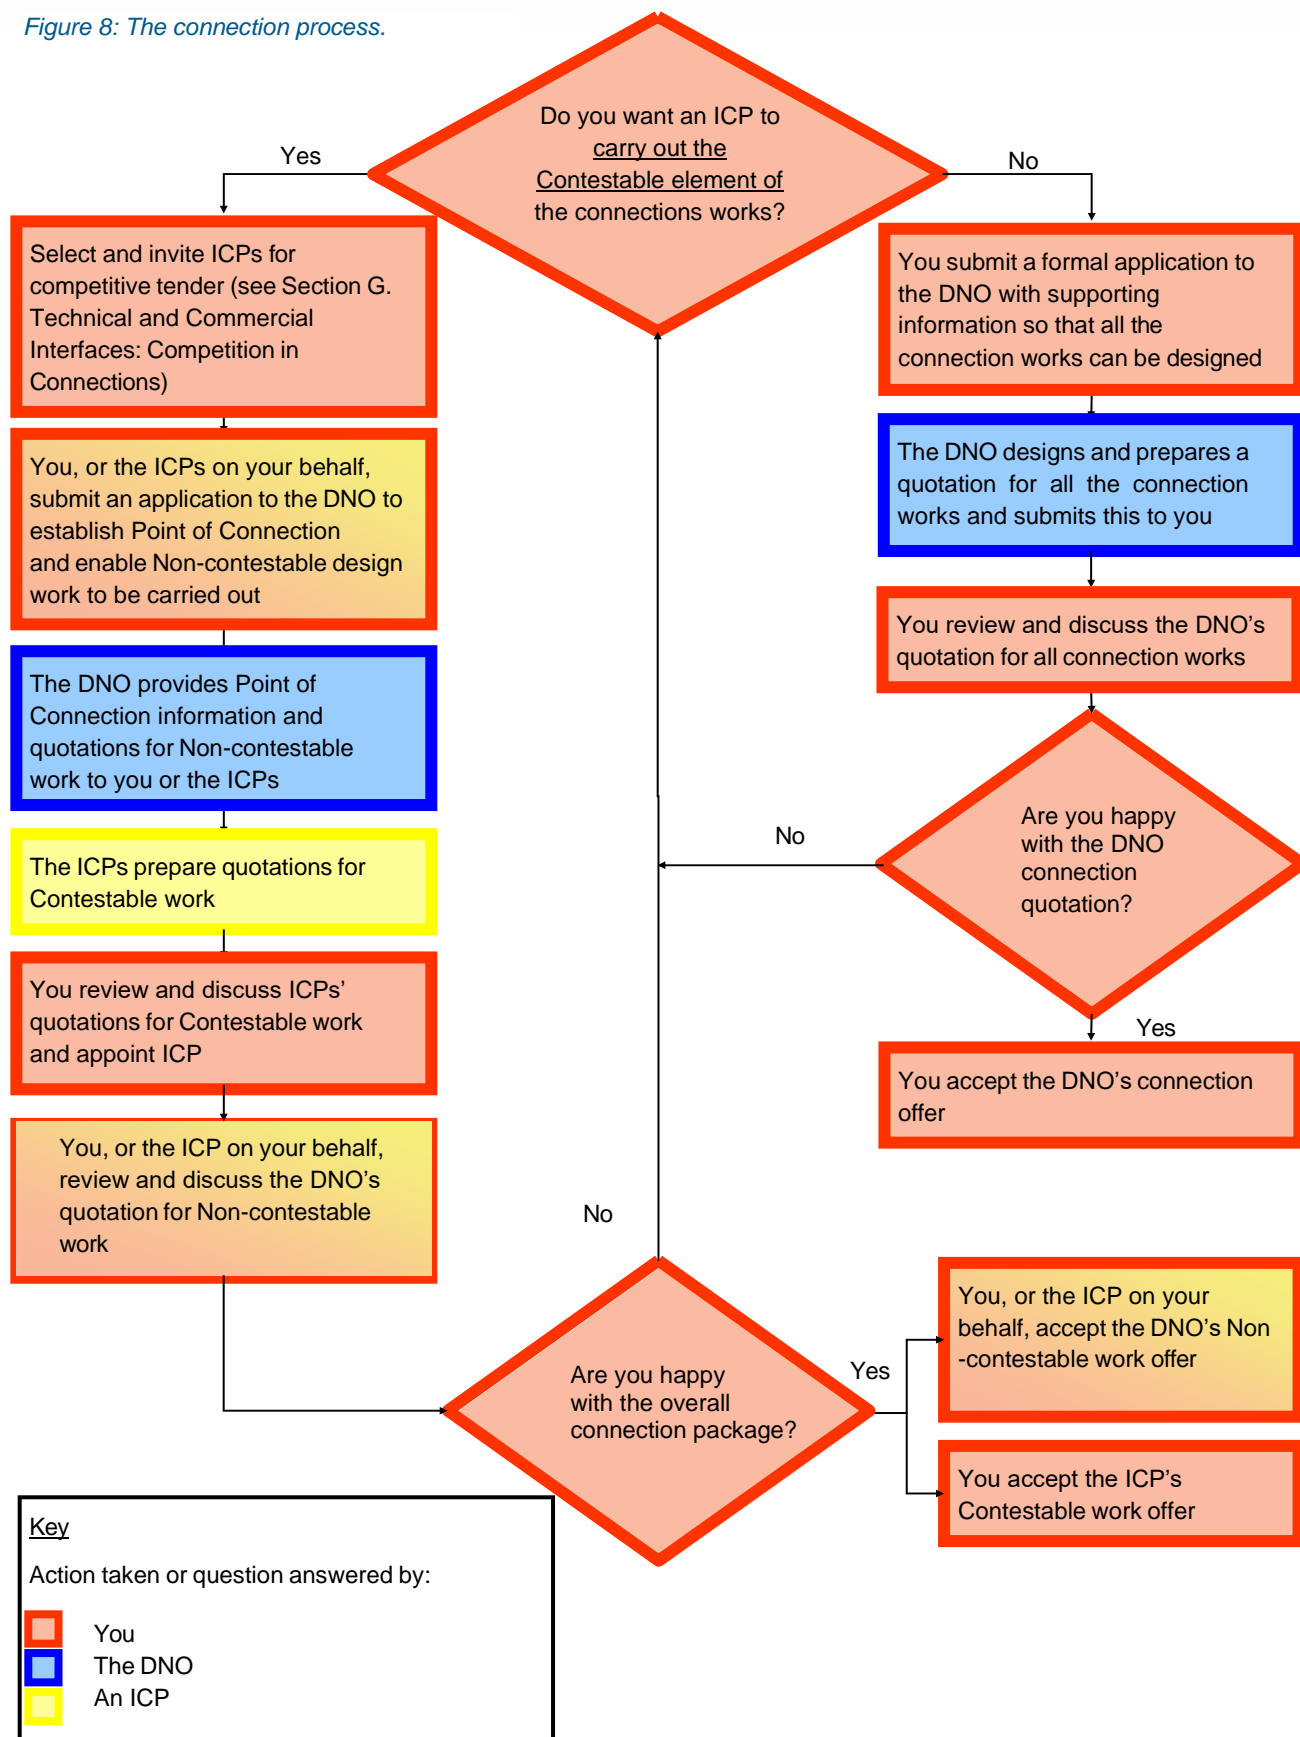 Figure 8: The connection process.
Do you want an ICP to
carry out the
Contestable element of
the connections works?
Yes
No
Select and invite ICPs for
competitive tender (see Section G.
Technical and Commercial
Interfaces: Competition in
Connections)
You, or the ICPs on your behalf,
submit an application to the DNO to
establish Point of Connection
and enable Non-contestable design
work to be carried out
The DNO provides Point of
Connection information and
quotations for Non-contestable
work to you or the ICPs
The ICPs prepare quotations for
Contestable work
You review and discuss ICPs’
quotations for Contestable work
and appoint ICP
You, or the ICP on your behalf,
review and discuss the DNO’s
quotation for Non-contestable
work
You submit a formal application to
the DNO with supporting
information so that all the
connection works can be designed
The DNO designs and prepares a
quotation for all the connection
works and submits this to you
You review and discuss the DNO’s
quotation for all connection works
Are you happy
with the DNO
connection
quotation?
No
Yes
You accept the DNO’s connection
offer
No
Are you happy
with the overall
connection package?
Yes
You, or the ICP on your
behalf, accept the DNO’s Non
-contestable work offer
You accept the ICP’s
Contestable work offer
Key
Action taken or question answered by:
You
The DNO
An ICP